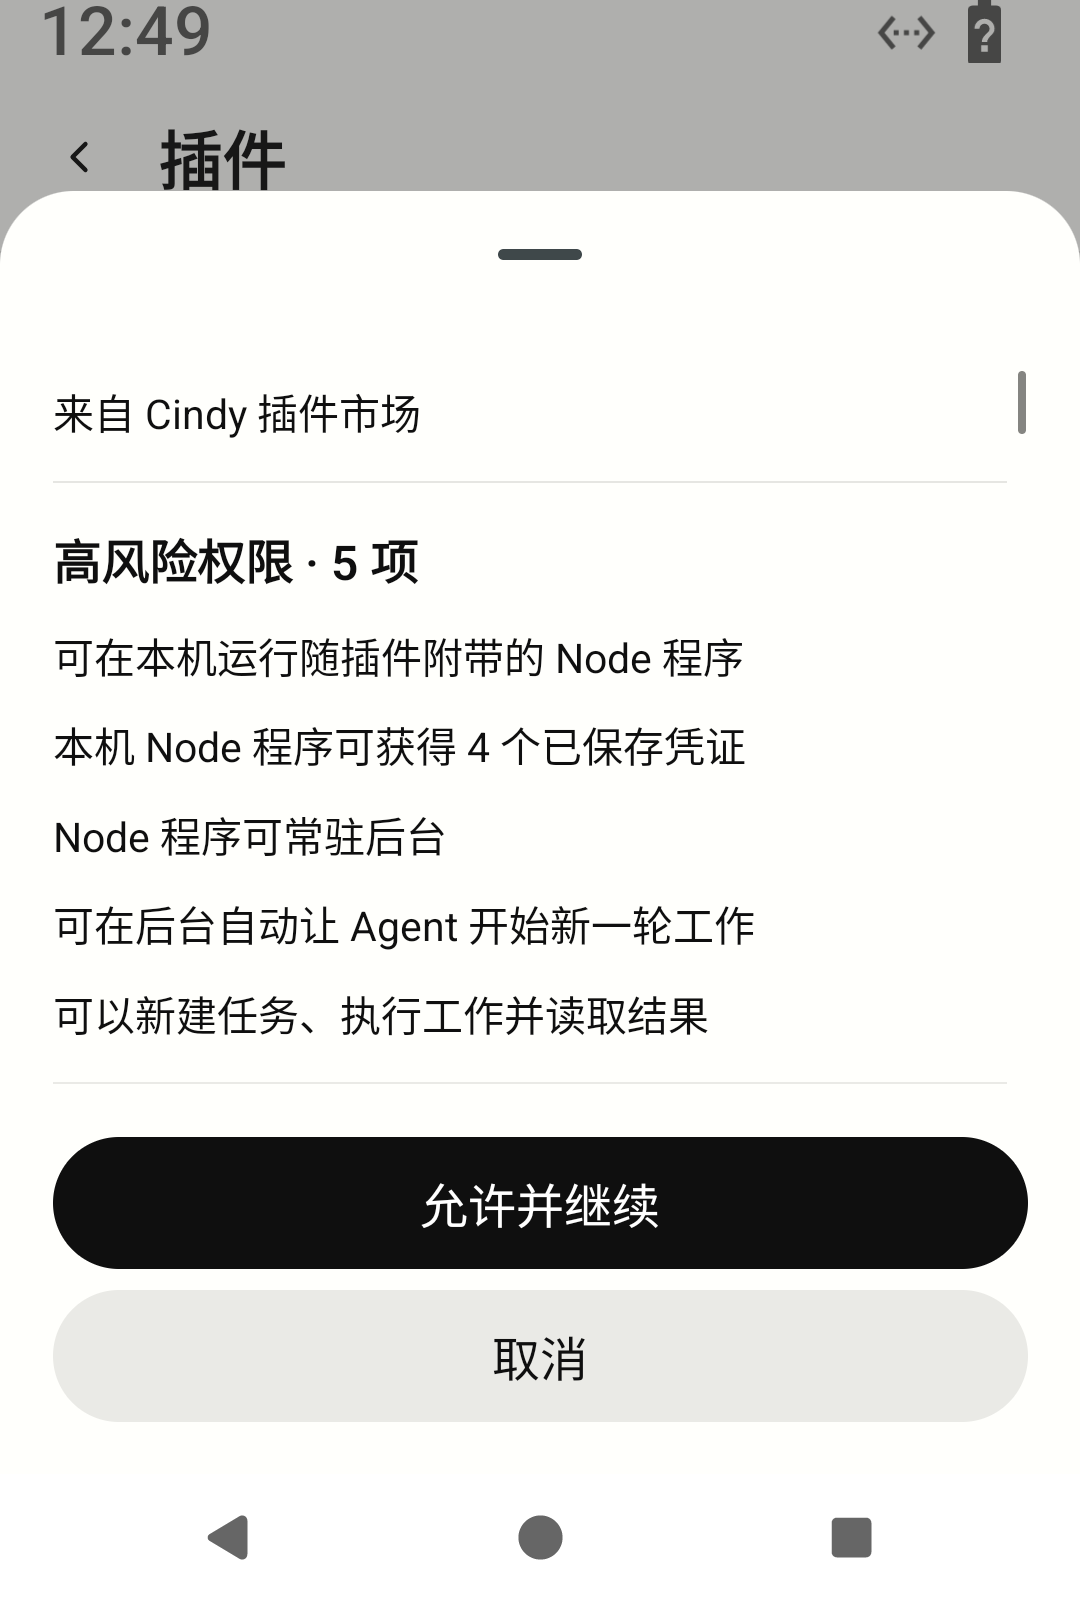 12:49
插件
来自 Cindy 插件市场
高风险权限 · 5 项
可在本机运行随插件附带的 Node 程序
本机 Node 程序可获得 4 个已保存凭证
Node 程序可常驻后台
可在后台自动让 Agent 开始新一轮工作
可以新建任务、执行工作并读取结果
允许并继续
取消